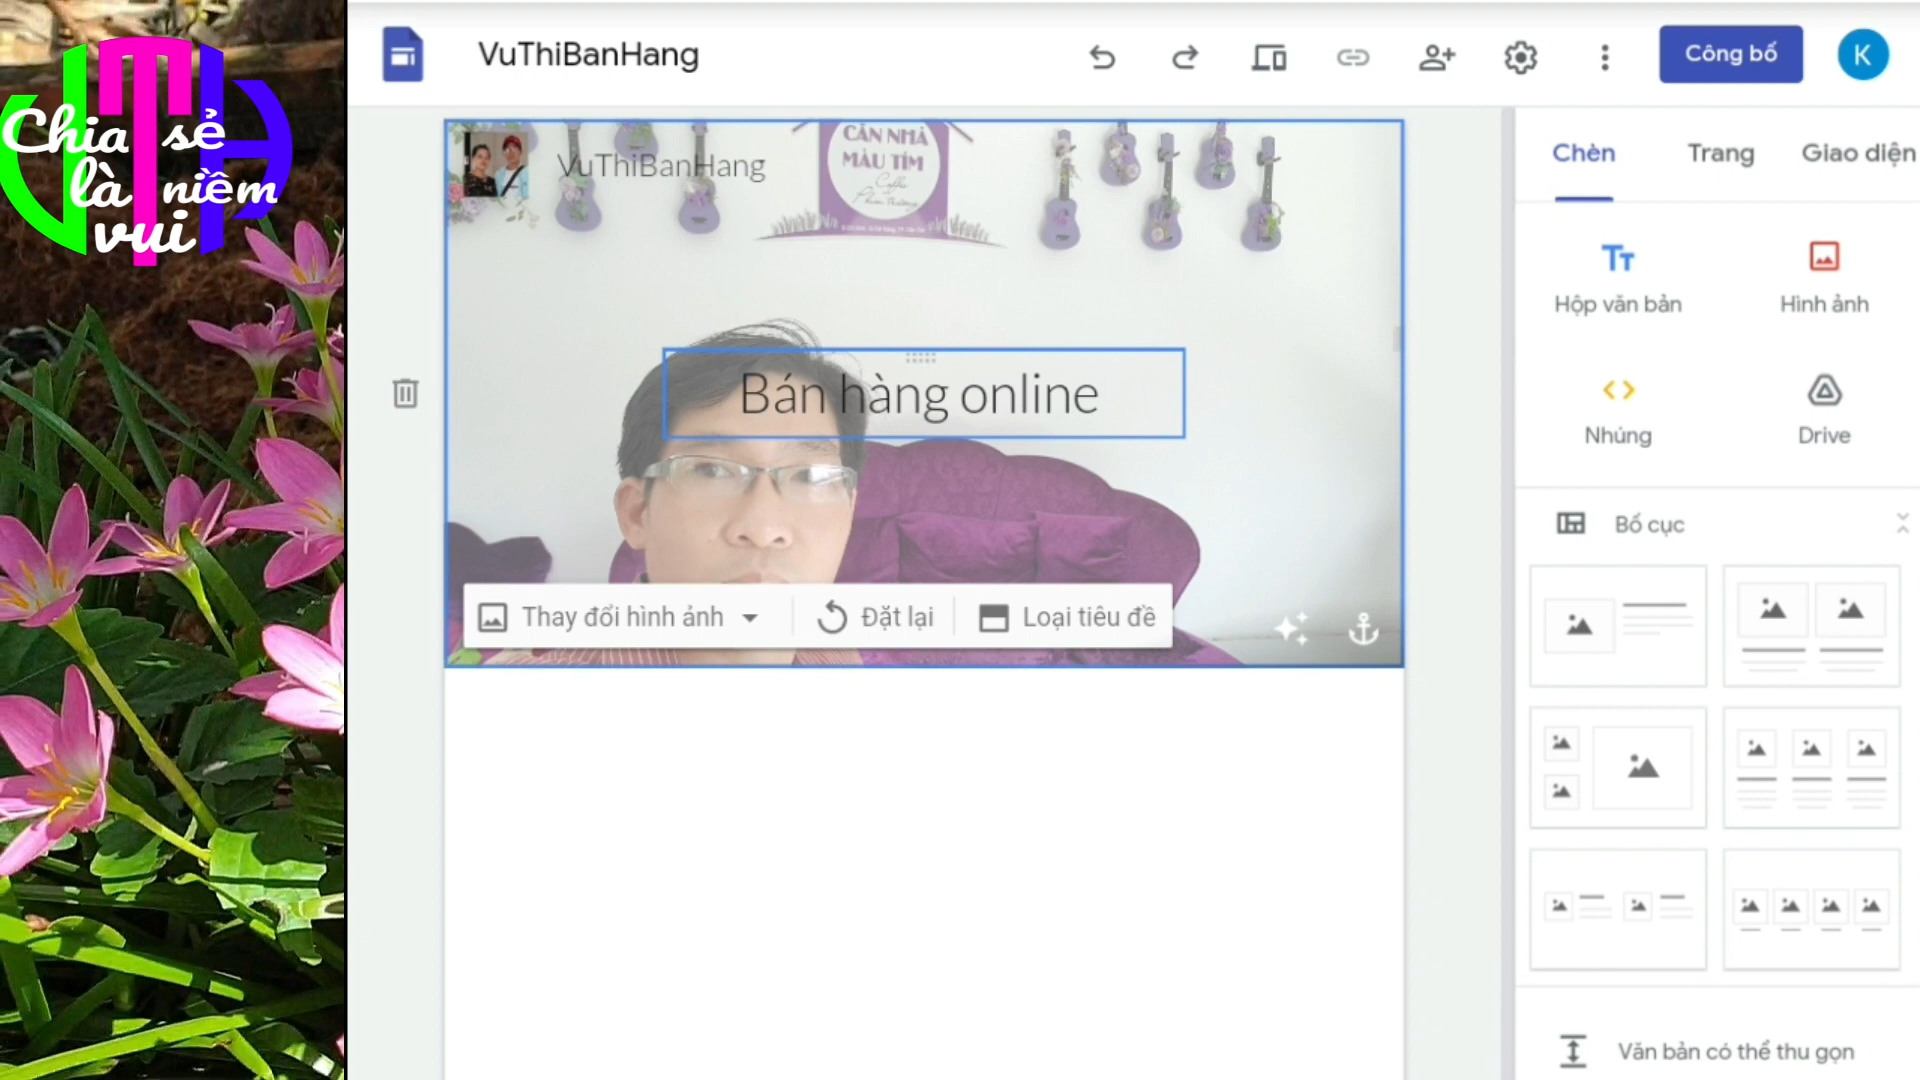 Chia sẻ
là niềm
vui
VuThiBanHang
Công bố
K
CĂN NHÀ
MÀU TÍM
Coffee
VuThiBanHang
Bán hàng online
Thay đổi hình ảnh
Đặt lại
Loại tiêu đề
Chèn
Trang
Giao diện
Hộp văn bản
Hình ảnh
Nhúng
Drive
Bố cục
Văn bản có thể thu gọn